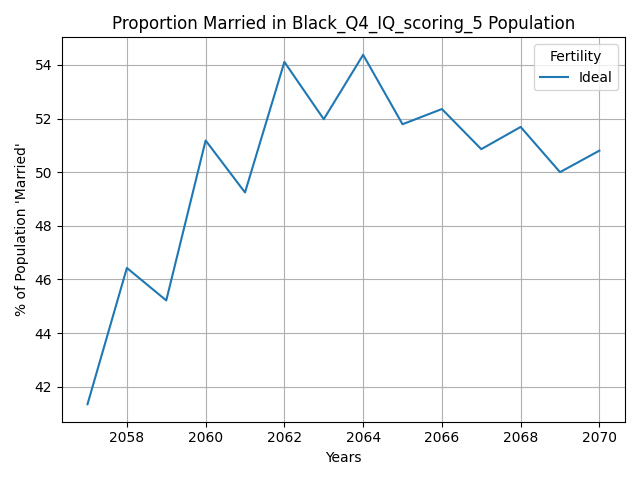 Proportion Married in Black_Q4_IQ_scoring_5 Population
Fertility
Ideal
% of Population 'Married'
54
52
50
48
46
44
42
2058 2060 2062 2064 2066 2068 2070
Years